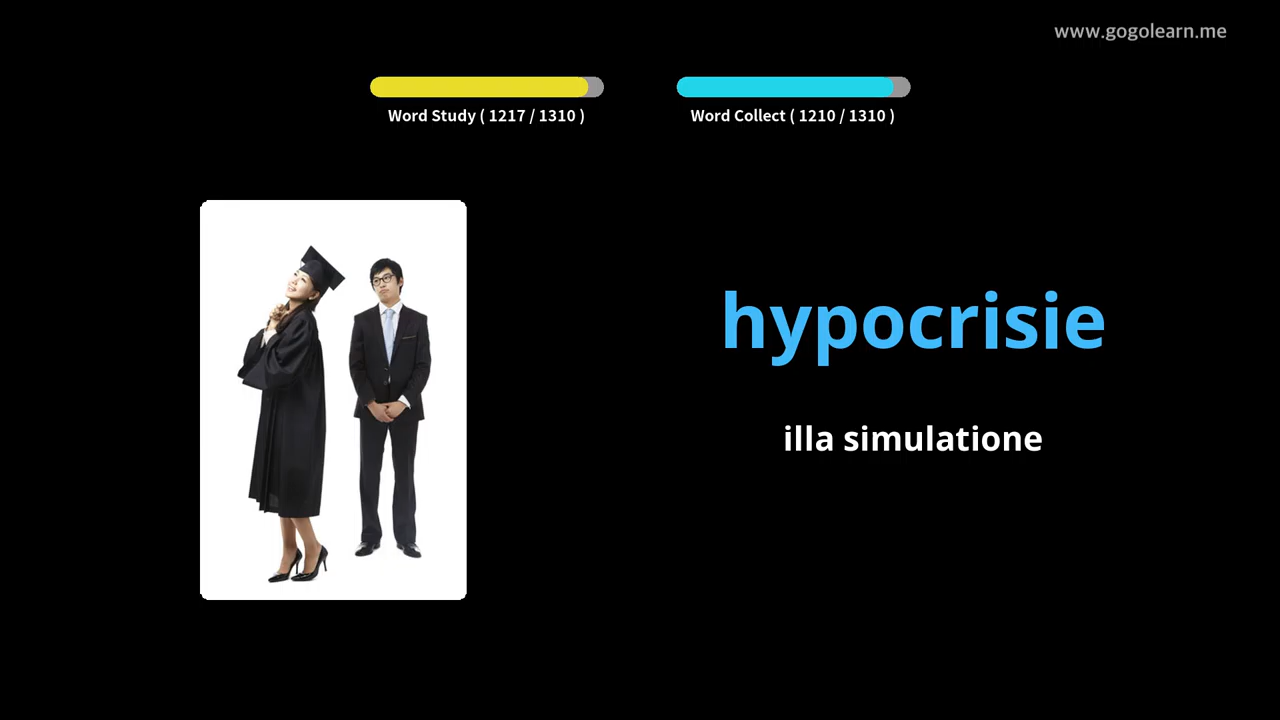 www.gogolearn.me
Word Study ( 1217 / 1310 )
Word Collect ( 1210 / 1310 )
hypocrisie
illa simulatione